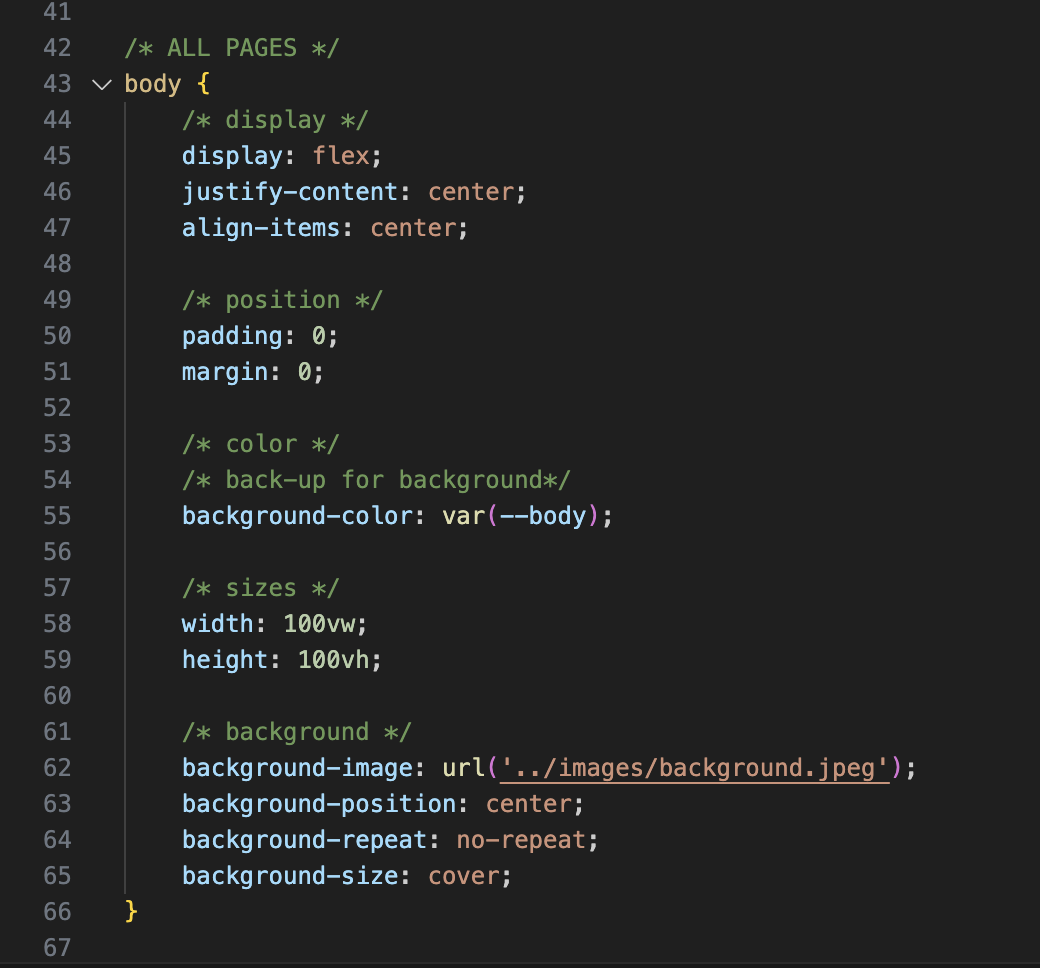 41
42 /* ALL PAGES */
43 body {
44 /* display */
45 display: flex;
46 justify-content: center;
47 align-items: center;
48
49 /* position */
50 padding: 0;
51 margin: 0;
52
53 /* color */
54 /* back-up for background*/
55 background-color: var(--body);
56
57 /* sizes */
58 width: 100vw;
59 height: 100vh;
60
61 /* background */
62 background-image: url('../images/background.jpeg');
63 background-position: center;
64 background-repeat: no-repeat;
65 background-size: cover;
66 }
67